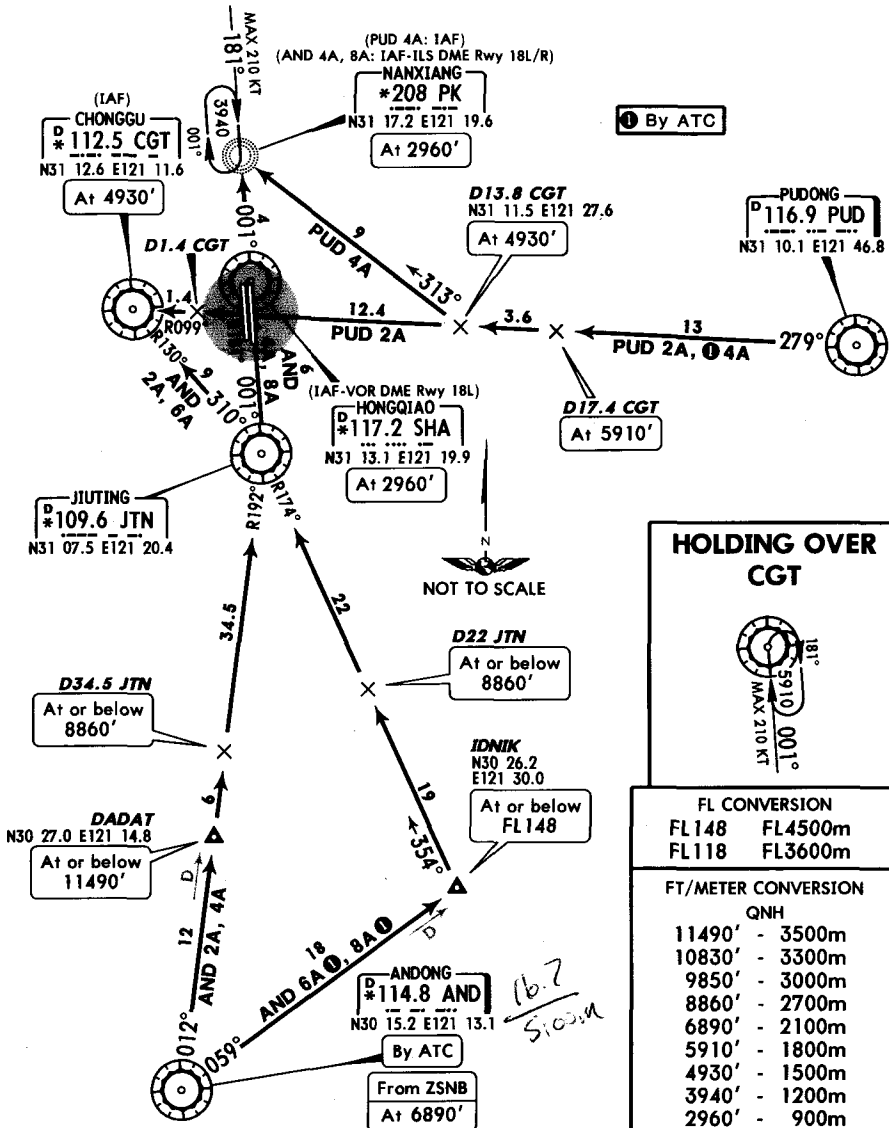 MAX 210 KT
181°
3940
001°
(PUD 4A: IAF)
(AND 4A, 8A: IAF-ILS DME Rwy 18L/R)
NANXIANG
*208 PK
N31 17.2 E121 19.6
At 2960'
❶ By ATC
(IAF)
CHONGGU
D
* 112.5 CGT
N31 12.6 E121 11.6
At 4930'
D13.8 CGT
N31 11.5 E121 27.6
At 4930'
PUDONG
D 116.9 PUD
N31 10.1 E121 46.8
D1.4 CGT
4
001°
9
PUD 4A
313°
1.4
R099°
12.4
PUD 2A
3.6
13
PUD 2A, ❶ 4A
279°
D17.4 CGT
At 5910'
R130°
9
310°
AND
2A, 6A
6
AND
8A
001°
(IAF-VOR DME Rwy 18L)
HONGQIAO
D
*117.2 SHA
N31 13.1 E121 19.9
At 2960'
JIUTING
D
*109.6 JTN
N31 07.5 E121 20.4
R192°
R174°
N
NOT TO SCALE
HOLDING OVER
CGT
181°
5910
MAX 210 KT
001°
34.5
22
D22 JTN
At or below
8860'
D34.5 JTN
At or below
8860'
6
19
354°
IDNIK
N30 26.2
E121 30.0
At or below
FL148
DADAT
N30 27.0 E121 14.8
At or below
11490'
D
D
12
AND 2A, 4A
012°
18
AND 6A ❶, 8A ❶
059°
ANDONG
D
*114.8 AND
N30 15.2 E121 13.1
By ATC
From ZSNB
At 6890'
FL CONVERSION
FL148 FL4500m
FL118 FL3600m
FT/METER CONVERSION
QNH
11490' - 3500m
10830' - 3300m
9850' - 3000m
8860' - 2700m
6890' - 2100m
5910' - 1800m
4930' - 1500m
3940' - 1200m
2960' - 900m